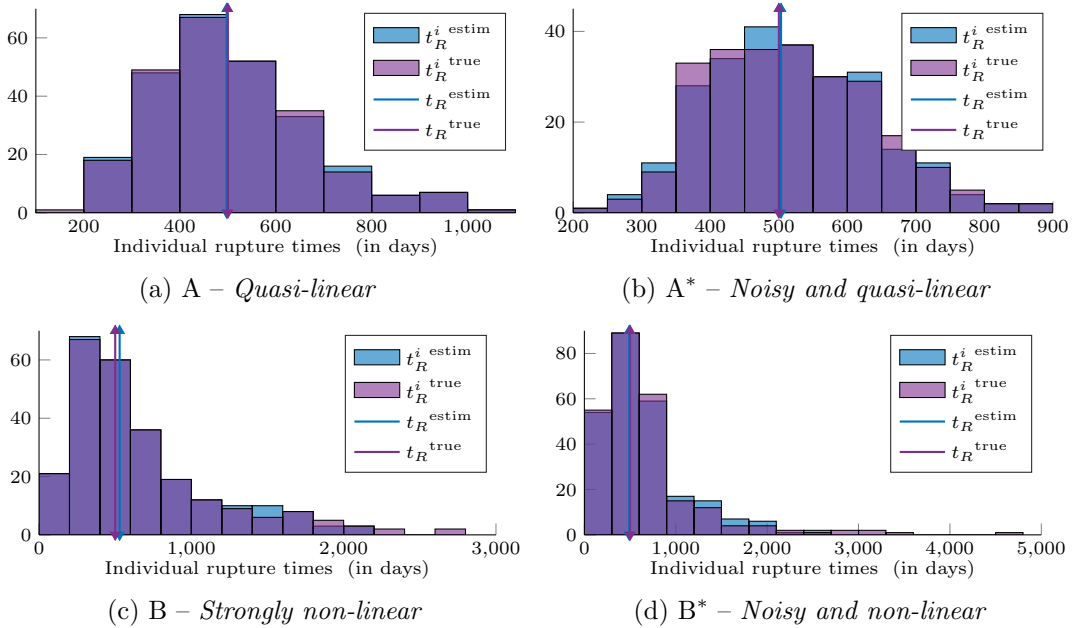 60
40
20
0
200 400 600 800 1,000
Individual rupture times (in days)
t_R^i estim
t_R^i true
t_R estim
t_R true
(a) A – Quasi-linear
40
20
0
200 300 400 500 600 700 800 900
Individual rupture times (in days)
t_R^i estim
t_R^i true
t_R estim
t_R true
(b) A* – Noisy and quasi-linear
60
40
20
0
0 1,000 2,000 3,000
Individual rupture times (in days)
t_R^i estim
t_R^i true
t_R estim
t_R true
(c) B – Strongly non-linear
80
60
40
20
0
0 1,000 2,000 3,000 4,000 5,000
Individual rupture times (in days)
t_R^i estim
t_R^i true
t_R estim
t_R true
(d) B* – Noisy and non-linear